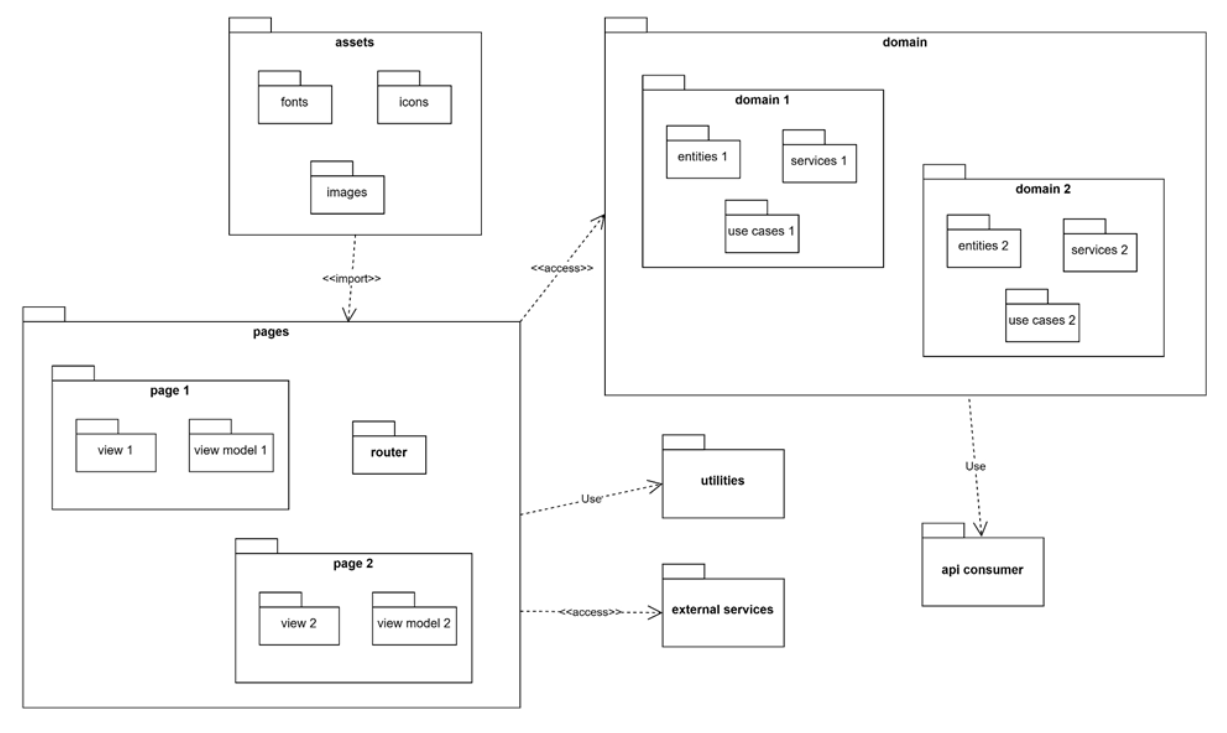 assets
fonts
icons
images
<<import>>
domain
domain 1
entities 1
services 1
use cases 1
domain 2
entities 2
services 2
use cases 2
<<access>>
pages
page 1
view 1
view model 1
router
page 2
view 2
view model 2
Use
utilities
<<access>>
external services
Use
api consumer